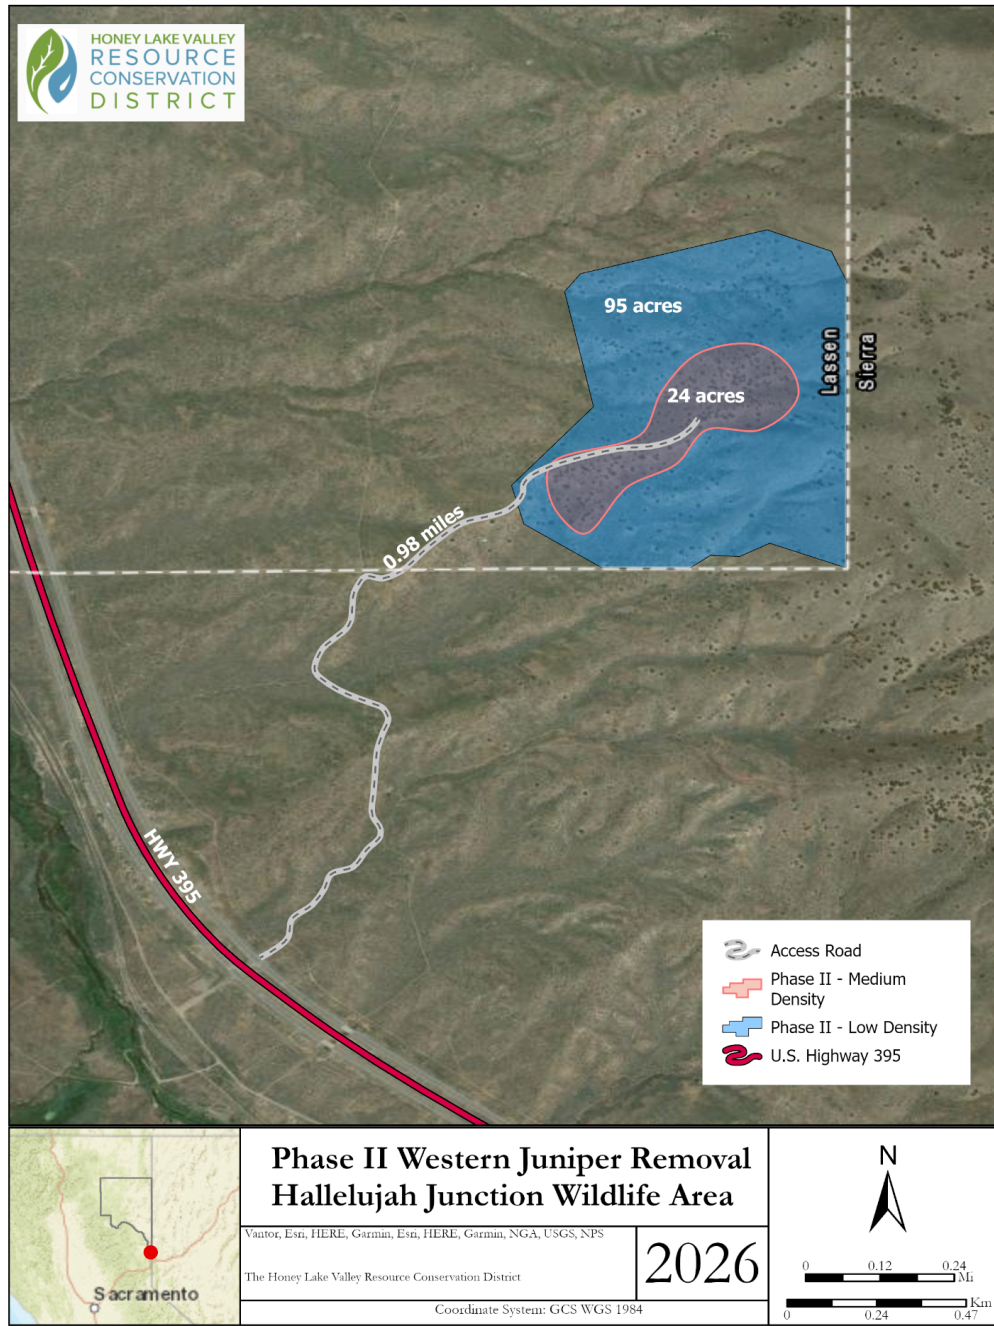 HONEY LAKE VALLEY
RESOURCE
CONSERVATION
DISTRICT
95 acres
24 acres
Lassen
Sierra
0.98 miles
HWY 395
Access Road
Phase II - Medium
Density
Phase II - Low Density
U.S. Highway 395
Sacramento
Phase II Western Juniper Removal
Hallelujah Junction Wildlife Area
Vantor, Esri, HERE, Garmin, Esri, HERE, Garmin, NGA, USGS, NPS
The Honey Lake Valley Resource Conservation District
2026
Coordinate System: GCS WGS 1984
N
0 0.12 0.24
Mi
Km
0 0.24 0.47